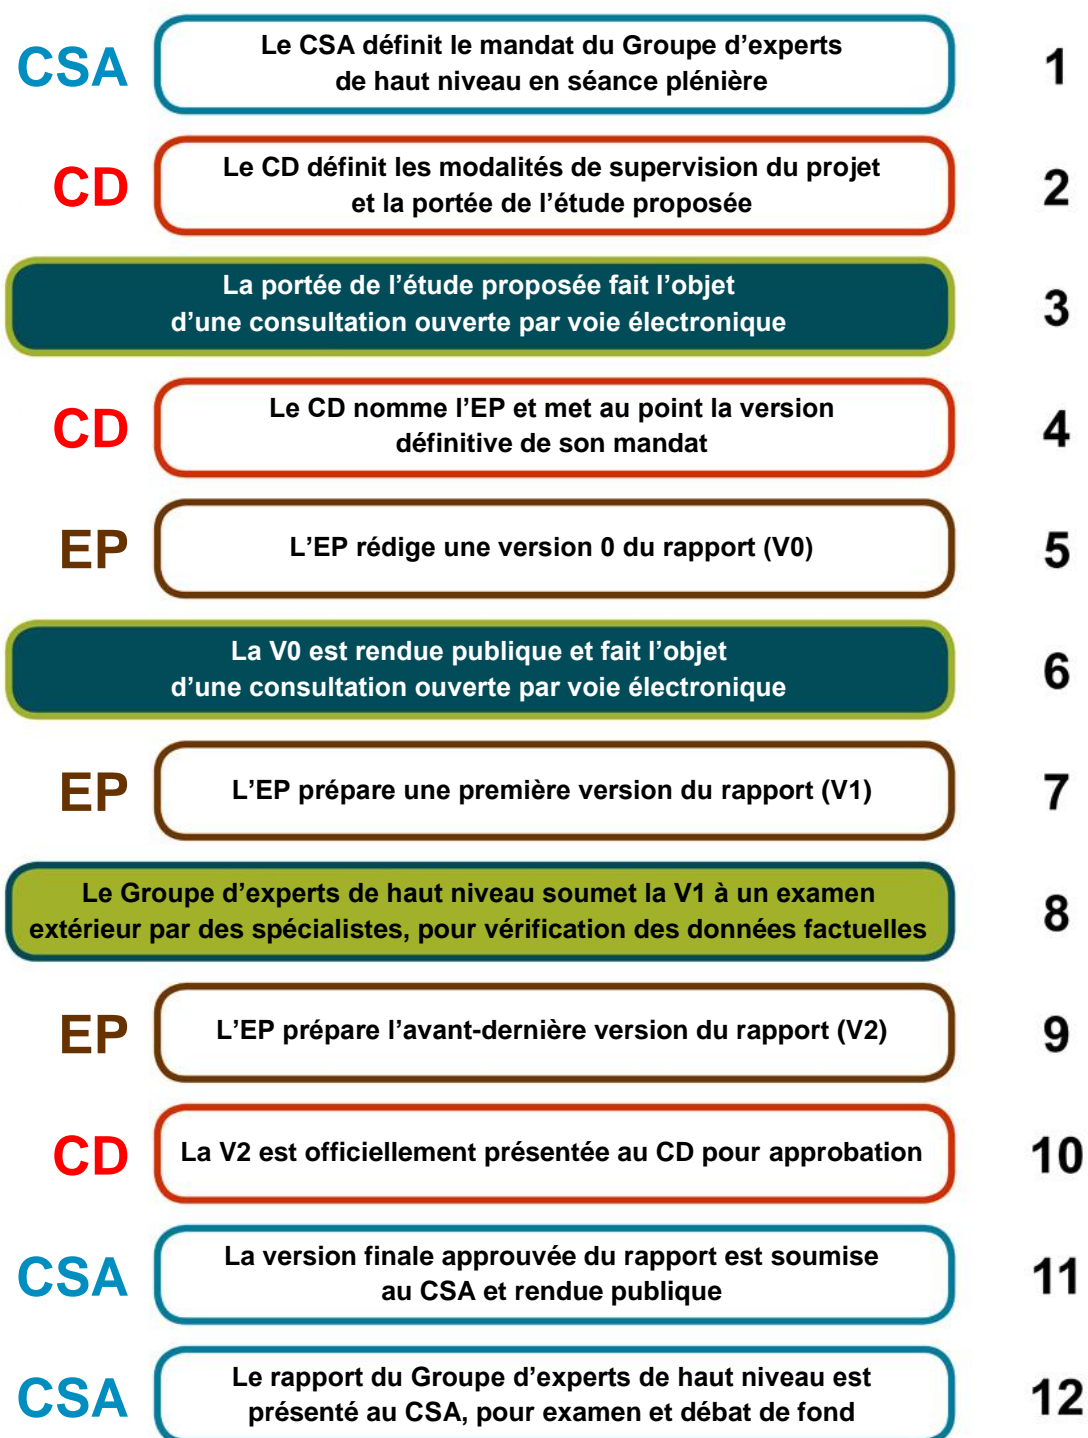 CSA
Le CSA définit le mandat du Groupe d’experts
de haut niveau en séance plénière
1
CD
Le CD définit les modalités de supervision du projet
et la portée de l’étude proposée
2
La portée de l’étude proposée fait l’objet
d’une consultation ouverte par voie électronique
3
CD
Le CD nomme l’EP et met au point la version
définitive de son mandat
4
EP
L’EP rédige une version 0 du rapport (V0)
5
La V0 est rendue publique et fait l’objet
d’une consultation ouverte par voie électronique
6
EP
L’EP prépare une première version du rapport (V1)
7
Le Groupe d’experts de haut niveau soumet la V1 à un examen
extérieur par des spécialistes, pour vérification des données factuelles
8
EP
L’EP prépare l’avant-dernière version du rapport (V2)
9
CD
La V2 est officiellement présentée au CD pour approbation
10
CSA
La version finale approuvée du rapport est soumise
au CSA et rendue publique
11
CSA
Le rapport du Groupe d’experts de haut niveau est
présenté au CSA, pour examen et débat de fond
12